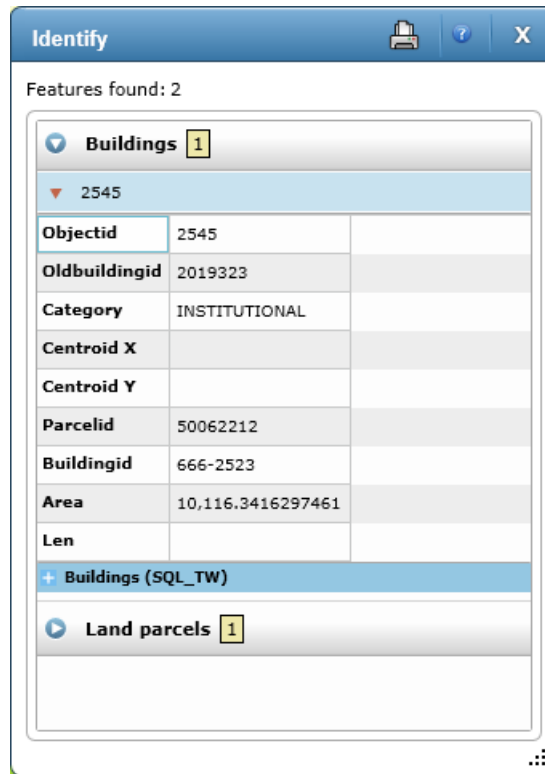 Identify ? X
Features found: 2
Buildings 1
2545
Objectid 2545
Oldbuildingid 2019323
Category INSTITUTIONAL
Centroid X
Centroid Y
Parcelid 50062212
Buildingid 666-2523
Area 10,116.3416297461
Len
+ Buildings (SQL_TW)
Land parcels 1